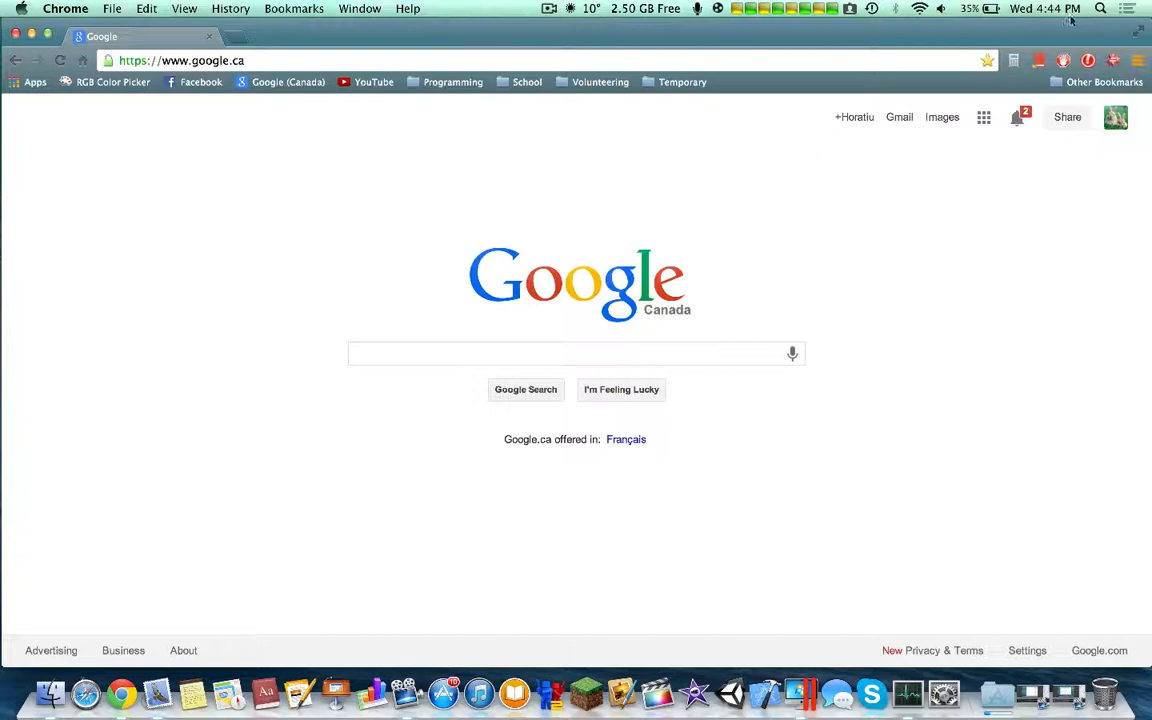 Chrome File Edit View History Bookmarks Window Help 10° 2.50 GB Free 35% Wed 4:44 PM
Google
https://www.google.ca
Apps RGB Color Picker Facebook Google (Canada) YouTube Programming School Volunteering Temporary Other Bookmarks
+Horatiu Gmail Images 2 Share
Google
Canada
Google Search I'm Feeling Lucky
Google.ca offered in: Français
Advertising Business About New Privacy & Terms Settings Google.com